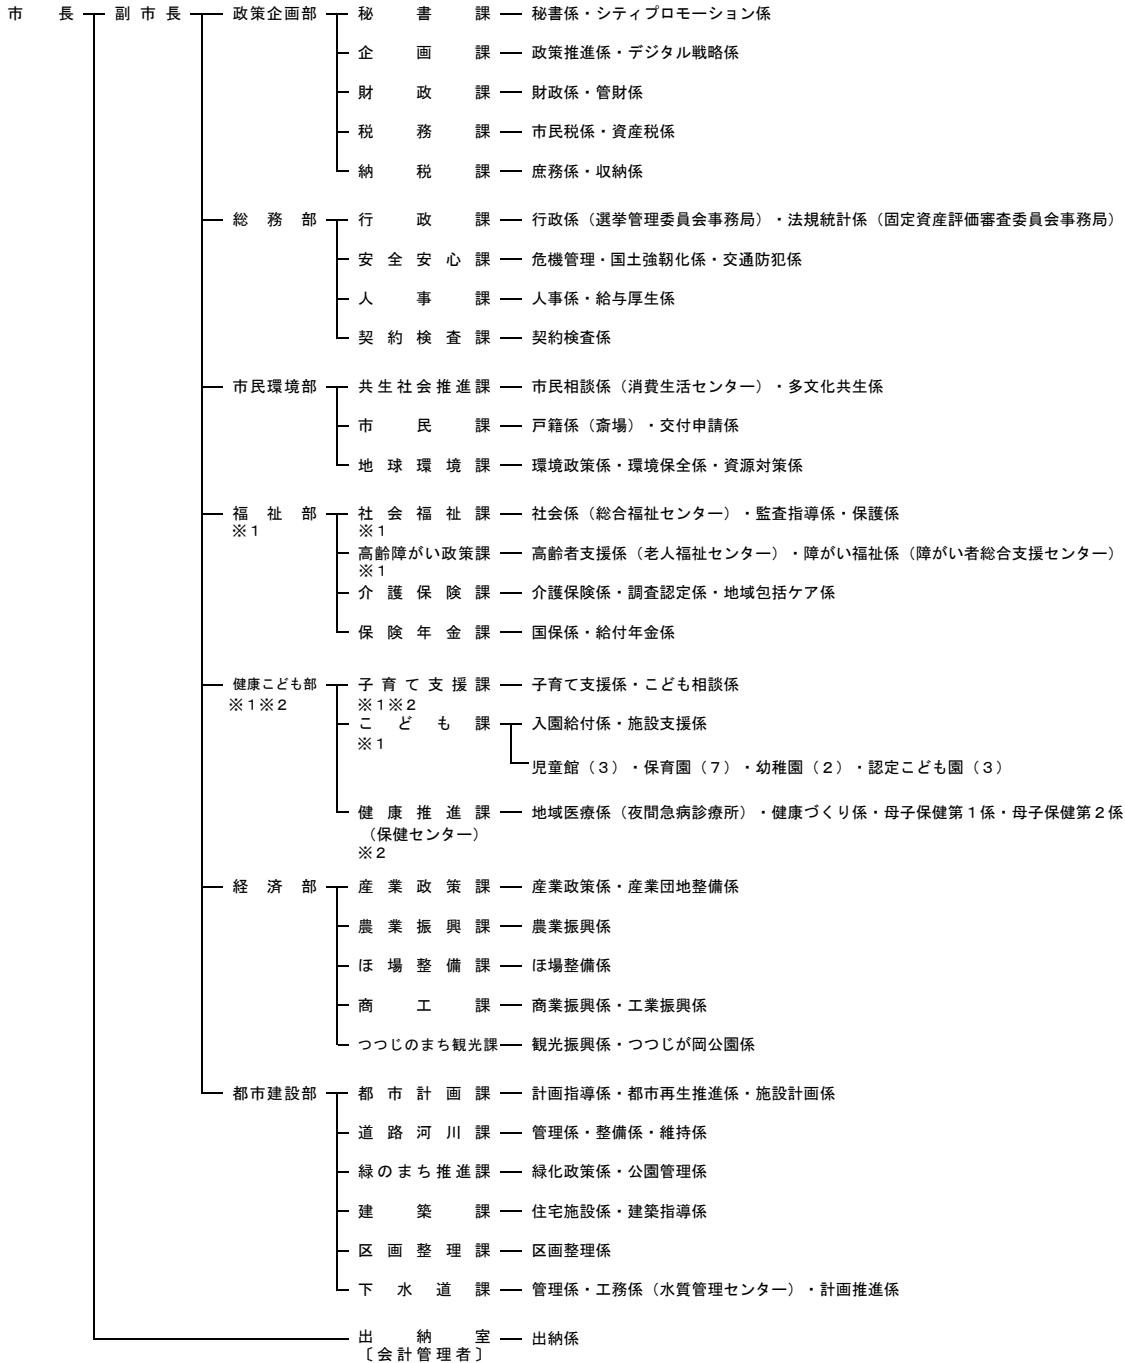 市長 副市長 政策企画部 秘書課 秘書係・シティプロモーション係
企画課 政策推進係・デジタル戦略係
財政課 財政係・管財係
税務課 市民税係・資産税係
納税課 庶務係・収納係
総務部 行政課 行政係（選挙管理委員会事務局）・法規統計係（固定資産評価審査委員会事務局）
安全安心課 危機管理・国土強靭化係・交通防犯係
人事課 人事係・給与厚生係
契約検査課 契約検査係
市民環境部 共生社会推進課 市民相談係（消費生活センター）・多文化共生係
市民課 戸籍係（斎場）・交付申請係
地球環境課 環境政策係・環境保全係・資源対策係
福祉部 社会福祉課 社会係（総合福祉センター）・監査指導係・保護係
※１ ※１
高齢障がい政策課 高齢者支援係（老人福祉センター）・障がい福祉係（障がい者総合支援センター）
※１
介護保険課 介護保険係・調査認定係・地域包括ケア係
保険年金課 国保係・給付年金係
健康こども部 子育て支援課 子育て支援係・こども相談係
※１※２ ※１※２
こども課 入園給付係・施設支援係
※１
児童館（３）・保育園（７）・幼稚園（２）・認定こども園（３）
健康推進課 地域医療係（夜間急病診療所）・健康づくり係・母子保健第１係・母子保健第２係
（保健センター）
※２
経済部 産業政策課 産業政策係・産業団地整備係
農業振興課 農業振興係
ほ場整備課 ほ場整備係
商工課 商業振興係・工業振興係
つつじのまち観光課 観光振興係・つつじが岡公園係
都市建設部 都市計画課 計画指導係・都市再生推進係・施設計画係
道路河川課 管理係・整備係・維持係
緑のまち推進課 緑化政策係・公園管理係
建築課 住宅施設係・建築指導係
区画整理課 区画整理係
下水道課 管理係・工務係（水質管理センター）・計画推進係
出納室 出納係
〔会計管理者〕